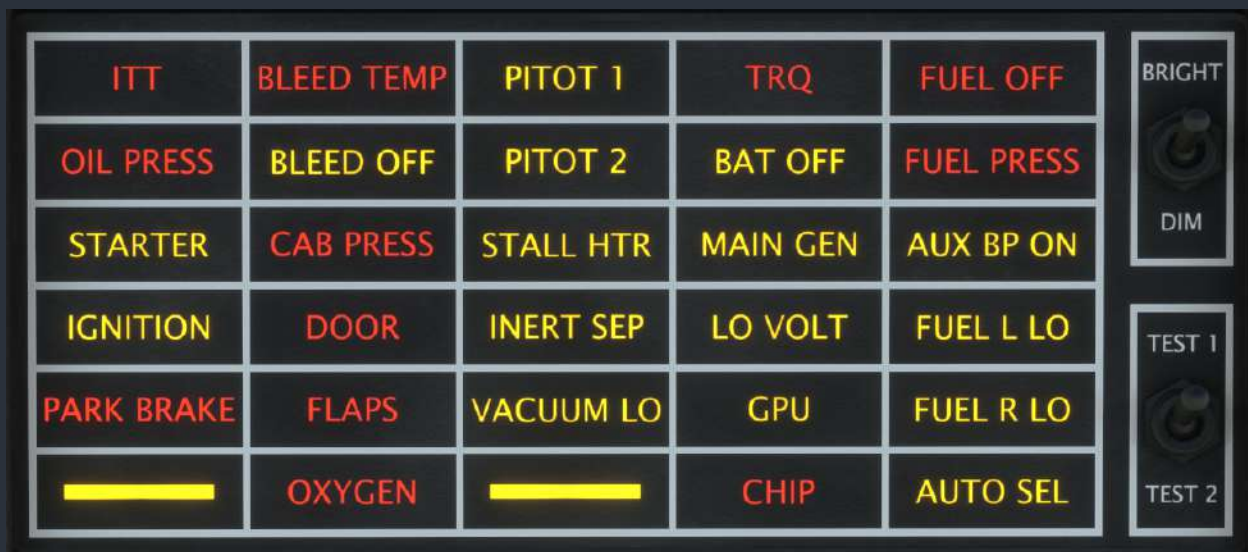 ITT BLEED TEMP PITOT 1 TRQ FUEL OFF
OIL PRESS BLEED OFF PITOT 2 BAT OFF FUEL PRESS
STARTER CAB PRESS STALL HTR MAIN GEN AUX BP ON
IGNITION DOOR INERT SEP LO VOLT FUEL L LO
PARK BRAKE FLAPS VACUUM LO GPU FUEL R LO
OXYGEN CHIP AUTO SEL
BRIGHT
DIM
TEST 1
TEST 2